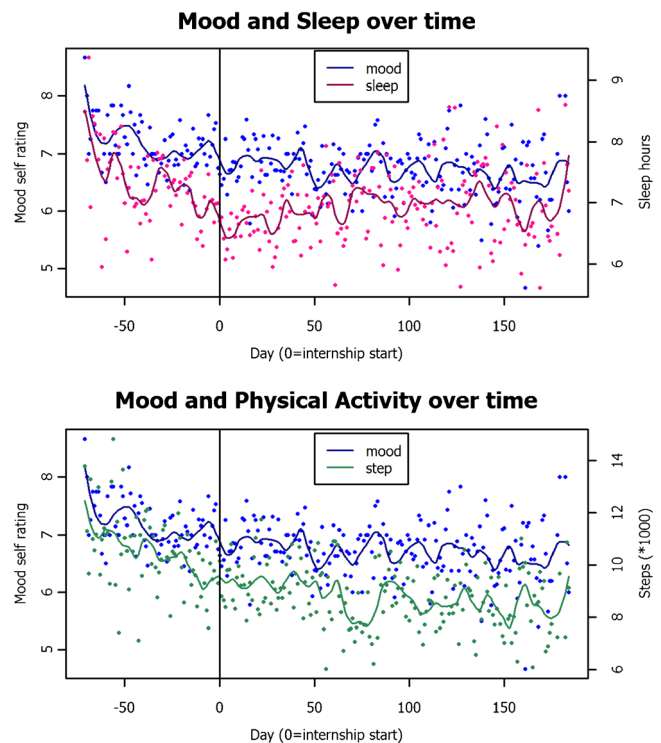 Mood and Sleep over time
mood
sleep
Mood self rating
8
7
6
5
Sleep hours
9
8
7
6
-50 0 50 100 150
Day (0=internship start)
Mood and Physical Activity over time
mood
step
Mood self rating
8
7
6
5
Steps (*1000)
14
12
10
8
6
-50 0 50 100 150
Day (0=internship start)